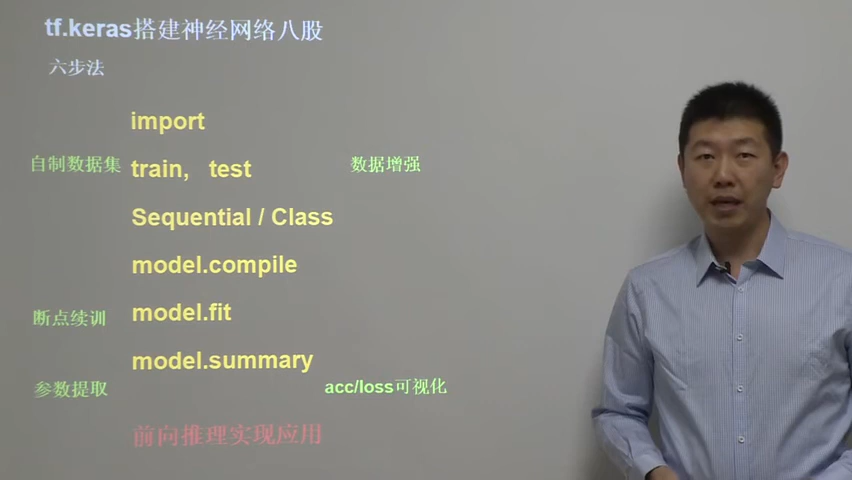 tf.keras搭建神经网络八股
六步法
import
自制数据集 train, test 数据增强
Sequential / Class
model.compile
断点续训 model.fit
model.summary
参数提取 acc/loss可视化
前向推理实现应用